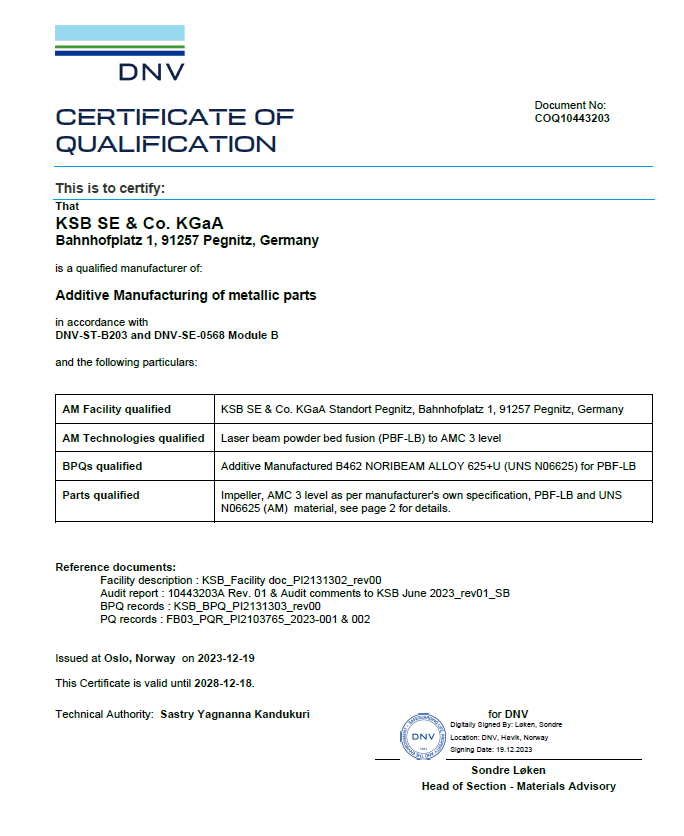 DNV
CERTIFICATE OF
QUALIFICATION
Document No:
COQ10443203
This is to certify:
That
KSB SE & Co. KGaA
Bahnhofplatz 1, 91257 Pegnitz, Germany
is a qualified manufacturer of:
Additive Manufacturing of metallic parts
in accordance with
DNV-ST-B203 and DNV-SE-0568 Module B
and the following particulars:
AM Facility qualified KSB SE & Co. KGaA Standort Pegnitz, Bahnhofplatz 1, 91257 Pegnitz, Germany
AM Technologies qualified Laser beam powder bed fusion (PBF-LB) to AMC 3 level
BPQs qualified Additive Manufactured B462 NORIBEAM ALLOY 625+U (UNS N06625) for PBF-LB
Parts qualified Impeller, AMC 3 level as per manufacturer's own specification, PBF-LB and UNS
N06625 (AM) material, see page 2 for details.
Reference documents:
Facility description : KSB_Facility doc_PI2131302_rev00
Audit report : 10443203A Rev. 01 & Audit comments to KSB June 2023_rev01_SB
BPQ records : KSB_BPQ_PI2131303_rev00
PQ records : FB03_PQR_PI2103765_2023-001 & 002
Issued at Oslo, Norway on 2023-12-19
This Certificate is valid until 2028-12-18.
Technical Authority: Sastry Yagnanna Kandukuri
for DNV
Digitally Signed By: Løken, Sondre
Location: DNV, Høvik, Norway
Signing Date: 19.12.2023
DNV
Sondre Løken
Head of Section - Materials Advisory